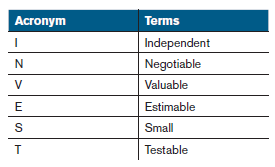 Acronym Terms
I Independent
N Negotiable
V Valuable
E Estimable
S Small
T Testable